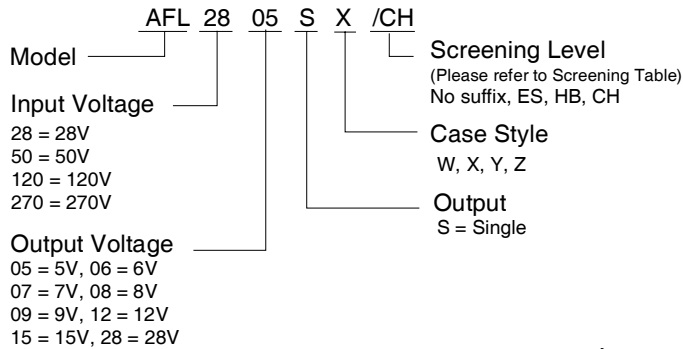 AFL 28 05 S X /CH
Model
Input Voltage
28 = 28V
50 = 50V
120 = 120V
270 = 270V
Output Voltage
05 = 5V, 06 = 6V
07 = 7V, 08 = 8V
09 = 9V, 12 = 12V
15 = 15V, 28 = 28V
Screening Level
(Please refer to Screening Table)
No suffix, ES, HB, CH
Case Style
W, X, Y, Z
Output
S = Single